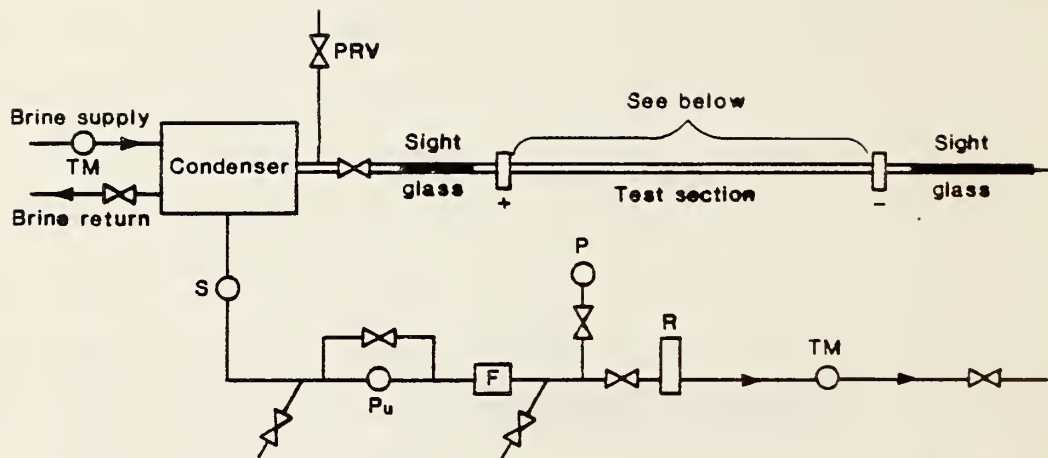 PRV
See below
Brine supply
Sight
Sight
TM
Condenser
glass
+
Test section
-
glass
Brine return
P
S
R
TM
F
Pu